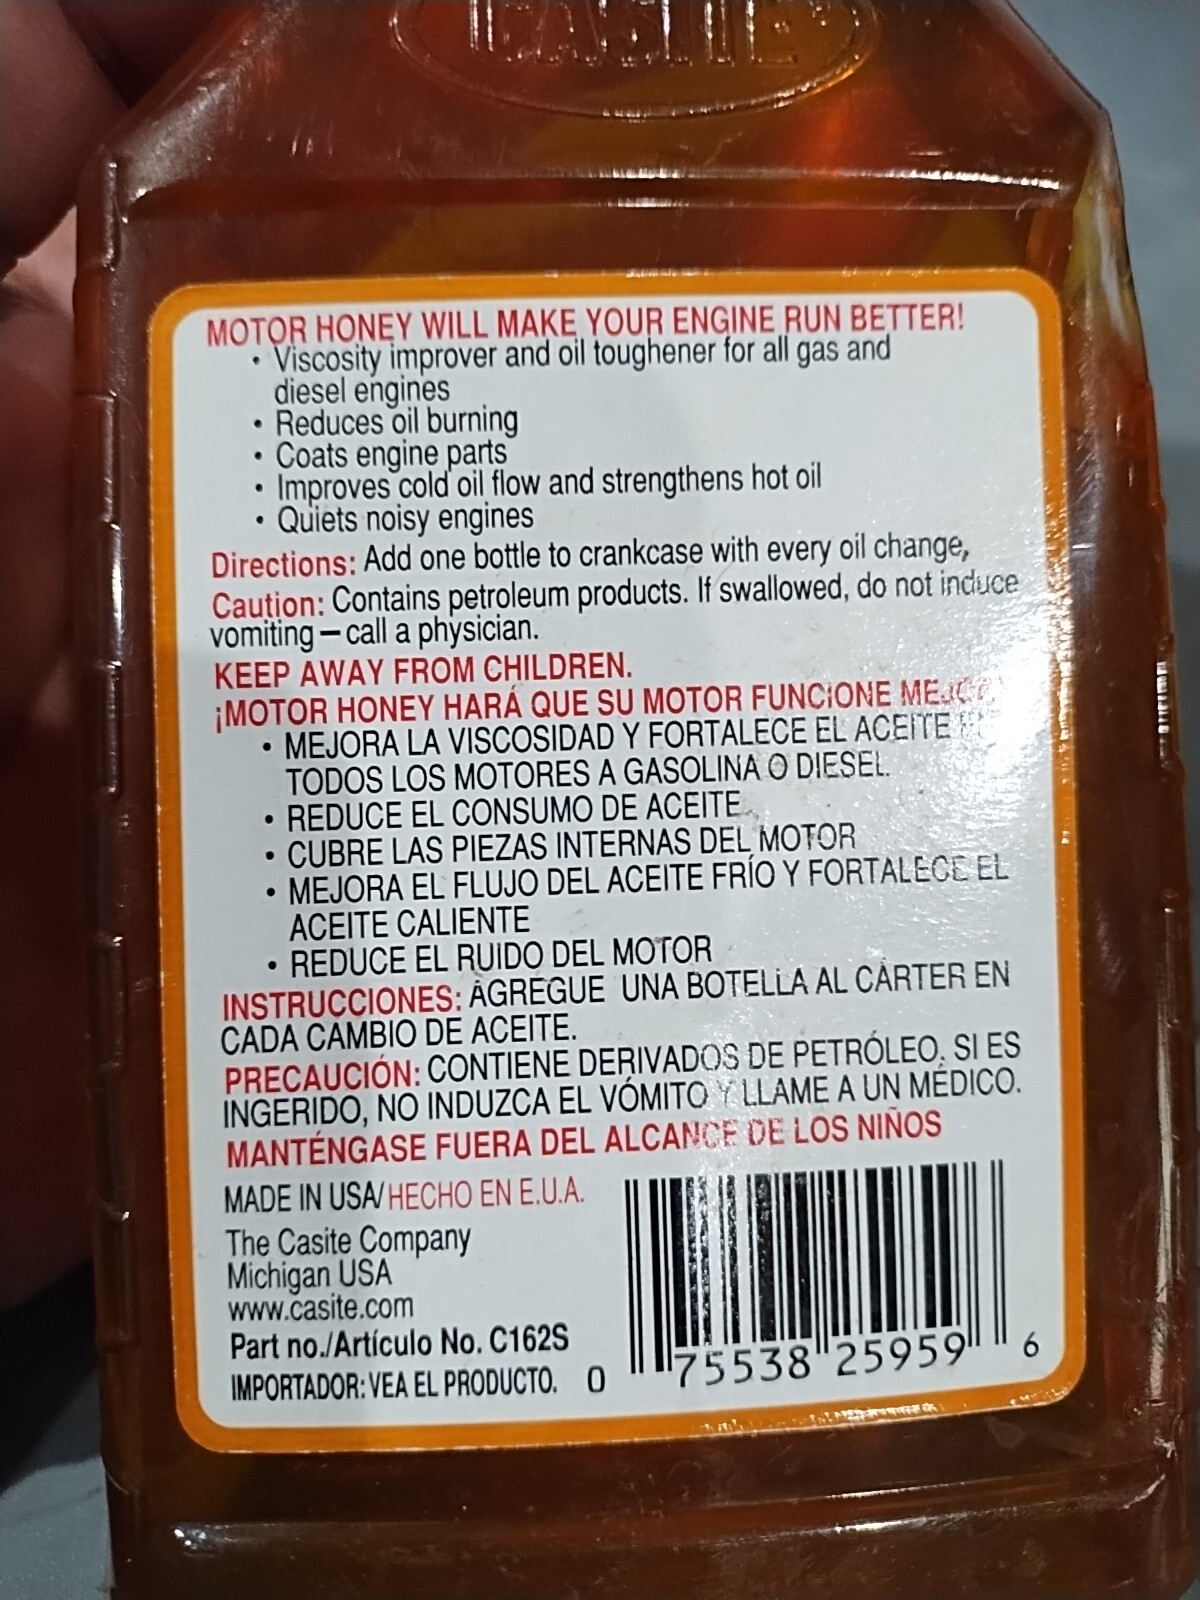 CASITE
MOTOR HONEY WILL MAKE YOUR ENGINE RUN BETTER!
• Viscosity improver and oil toughener for all gas and
diesel engines
• Reduces oil burning
• Coats engine parts
• Improves cold oil flow and strengthens hot oil
• Quiets noisy engines
Directions: Add one bottle to crankcase with every oil change,
Caution: Contains petroleum products. If swallowed, do not induce
vomiting – call a physician.
KEEP AWAY FROM CHILDREN.
¡MOTOR HONEY HARÁ QUE SU MOTOR FUNCIONE
• MEJORA LA VISCOSIDAD Y FORTALECE EL ACEITE
TODOS LOS MOTORES A GASOLINA O DIESEL.
• REDUCE EL CONSUMO DE ACEITE
• CUBRE LAS PIEZAS INTERNAS DEL MOTOR
• MEJORA EL FLUJO DEL ACEITE FRÍO Y FORTALECE EL
ACEITE CALIENTE
• REDUCE EL RUIDO DEL MOTOR
INSTRUCCIONES: AGREGUE UNA BOTELLA AL CÁRTER EN
CADA CAMBIO DE ACEITE.
PRECAUCIÓN: CONTIENE DERIVADOS DE PETRÓLEO. SI ES
INGERIDO, NO INDUZCA EL VÓMITO Y LLAME A UN MÉDICO.
MANTÉNGASE FUERA DEL ALCANCE DE LOS NIÑOS
MADE IN USA/HECHO EN E.U.A.
The Casite Company
Michigan USA
www.casite.com
Part no./Artículo No. C162S
IMPORTADOR: VEA EL PRODUCTO.
0 75538 25959 6